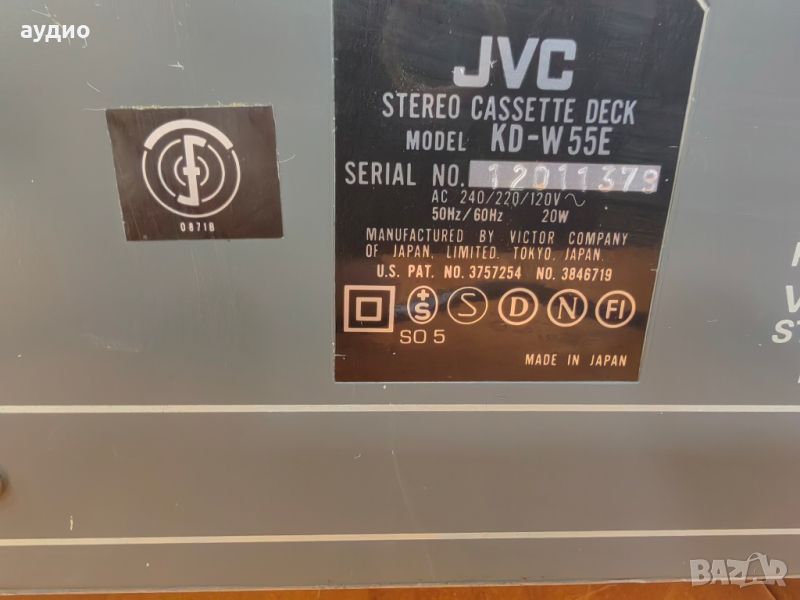 аудио
JVC
STEREO CASSETTE DECK
MODEL KD-W55E
SERIAL NO. 12011379
AC 240/220/120V ~
50Hz/60Hz 20W
MANUFACTURED BY VICTOR COMPANY
OF JAPAN, LIMITED. TOKYO, JAPAN.
U.S. PAT. NO. 3757254 NO. 3846719
+S S D N FI
SO 5
MADE IN JAPAN
0871B
BAZAR